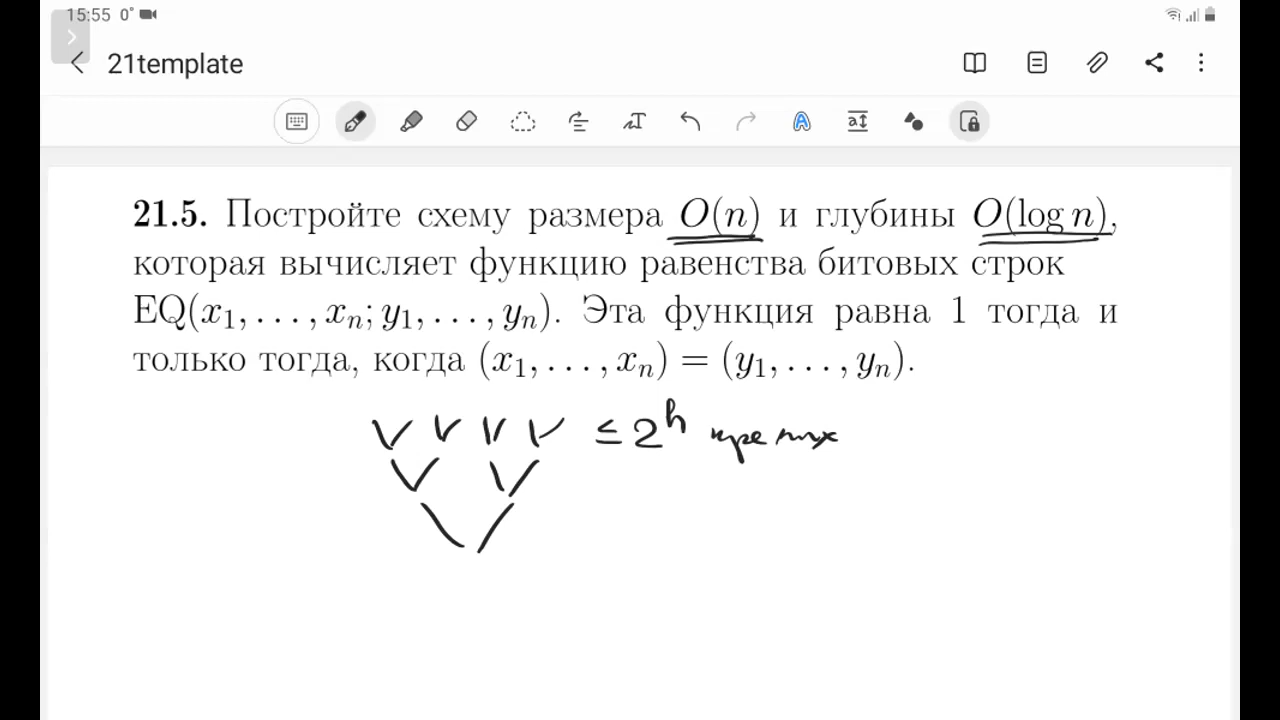 15:55 0°
21template
21.5. Постройте схему размера O(n) и глубины O(log n),
которая вычисляет функцию равенства битовых строк
EQ(x₁, . . . , xₙ; y₁, . . . , yₙ). Эта функция равна 1 тогда и
только тогда, когда (x₁, . . . , xₙ) = (y₁, . . . , yₙ).
≤ 2ʰ